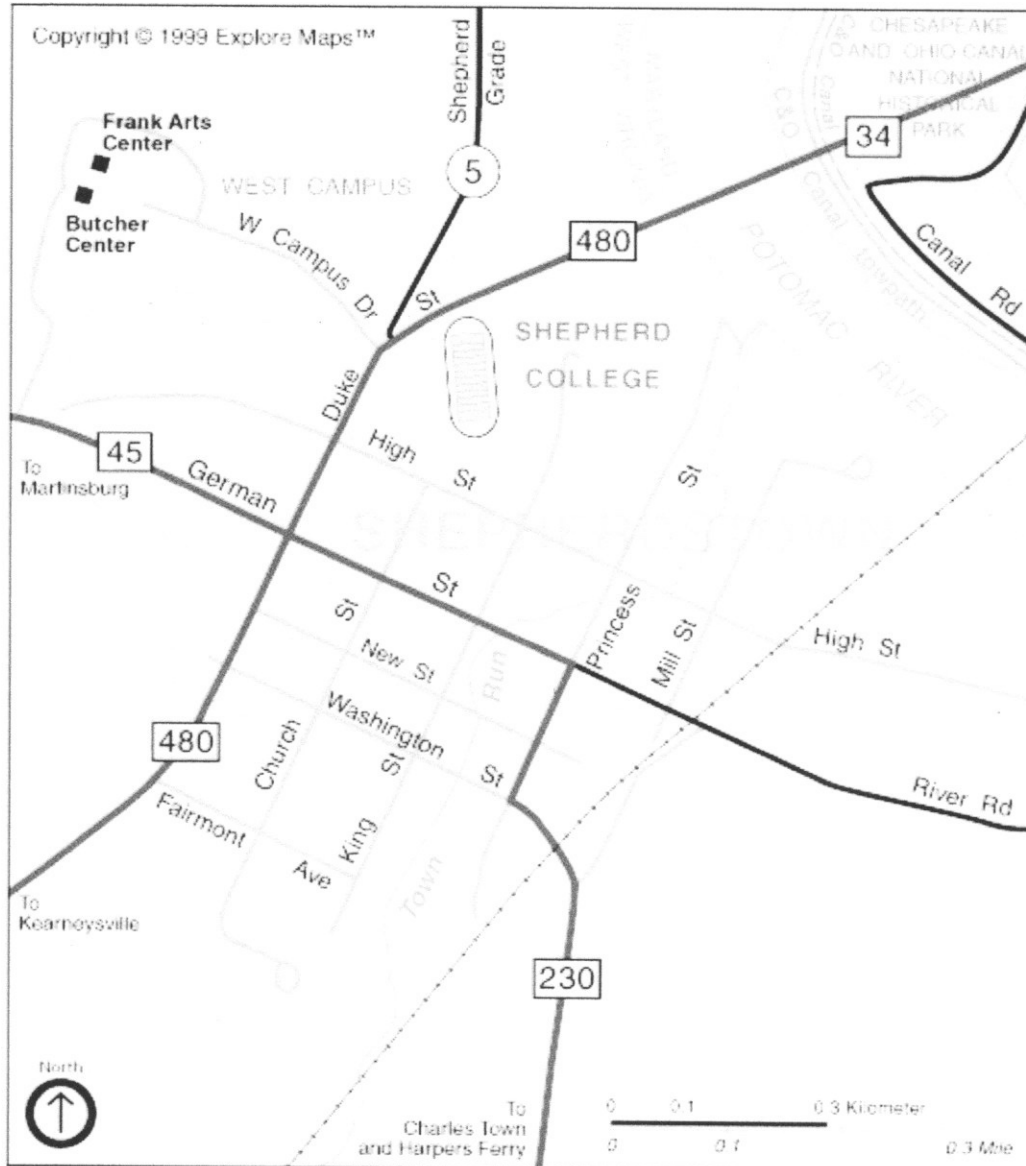 Copyright © 1999 Explore Maps™
Shepherd
Grade
CHESAPEAKE
AND OHIO CANAL
NATIONAL
HISTORICAL
PARK
C&O
Canal
34
Frank Arts
Center
5
WEST CAMPUS
Butcher
Center
W Campus Dr
480
St
C&O Canal towpath
Canal Rd
POTOMAC RIVER
SHEPHERD
COLLEGE
Duke
45
To
Martinsburg
German
High St
St
SHEPHERDSTOWN
St
St
New St
Run
Princess
Mill St
High St
Washington
St
480
Church
St
River Rd
Fairmont
Ave
King
Town
To
Kearneysville
230
North
To
Charles Town
and Harpers Ferry
0 0.1 0.3 Kilometer
0 0.1 0.3 Mile